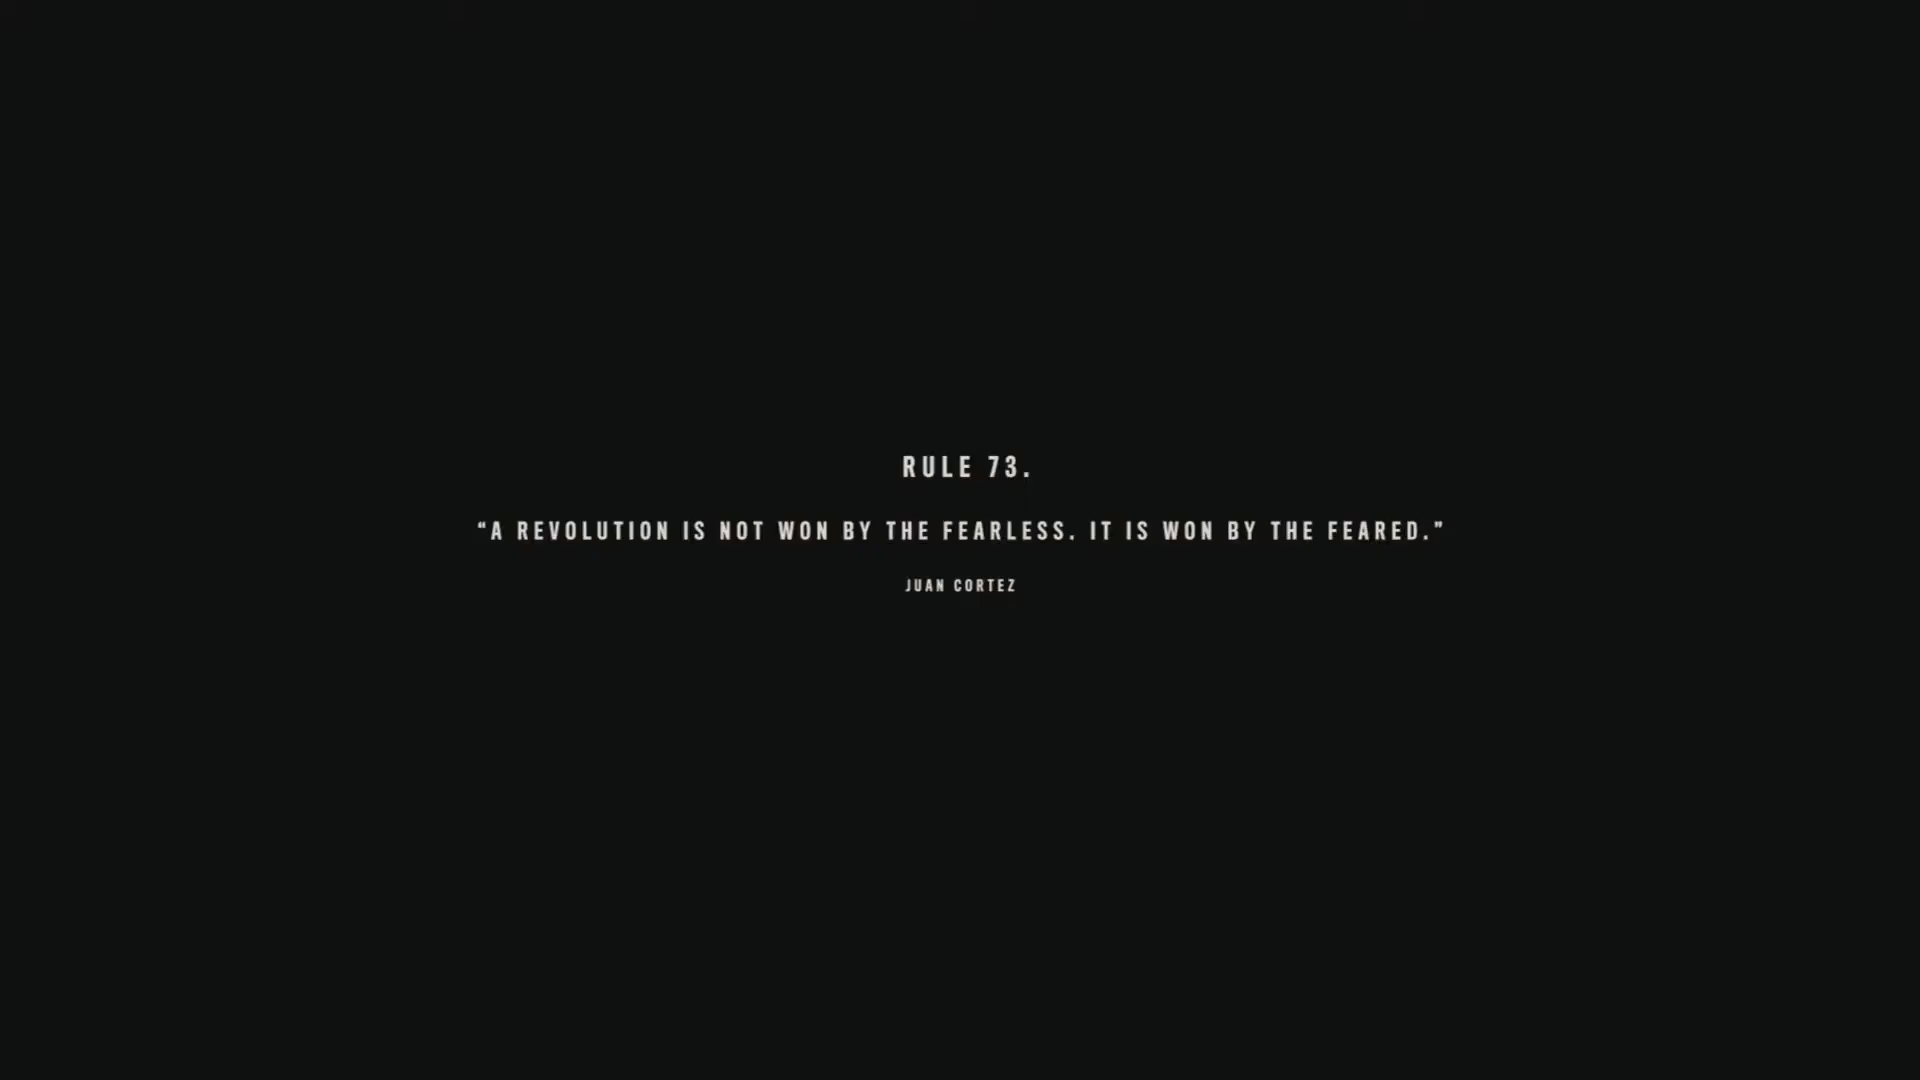 RULE 73.
“A REVOLUTION IS NOT WON BY THE FEARLESS. IT IS WON BY THE FEARED.”
JUAN CORTEZ